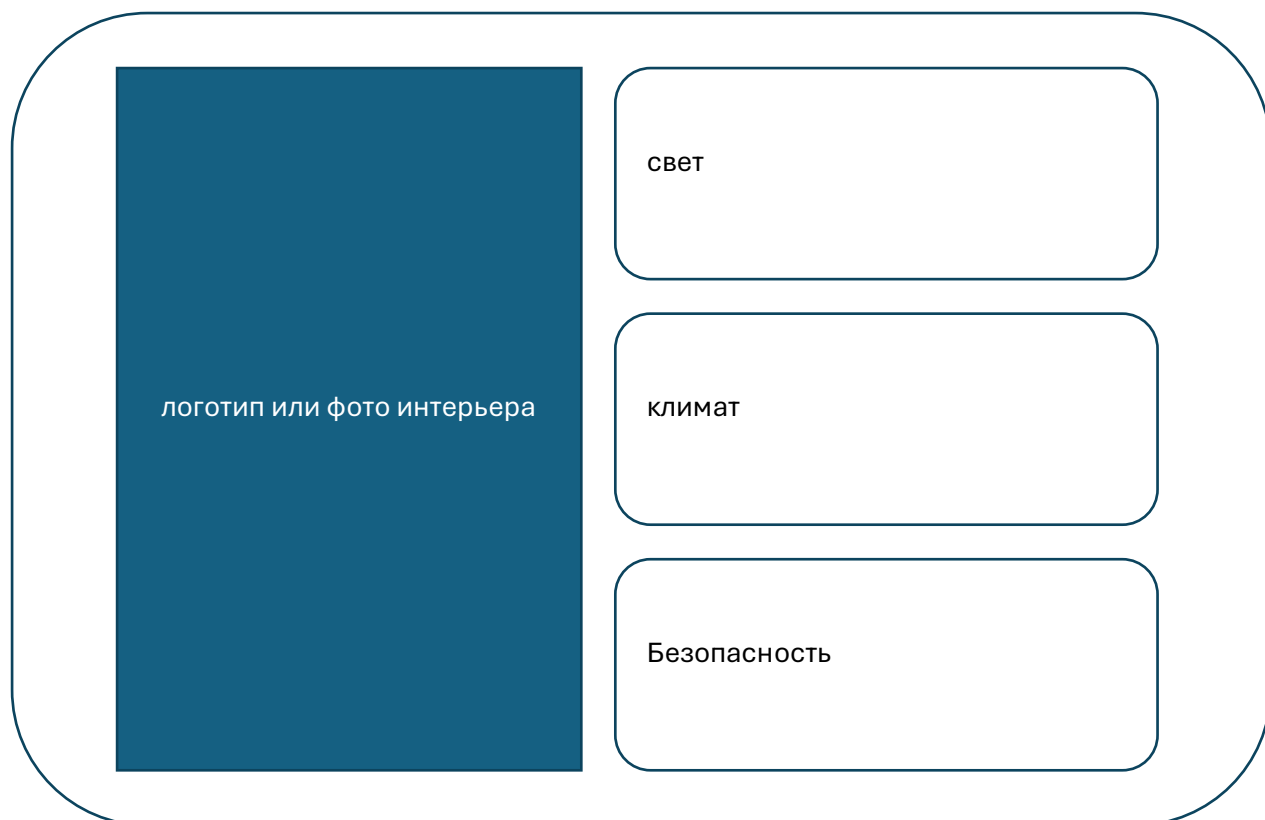 логотип или фото интерьера
свет
климат
Безопасность